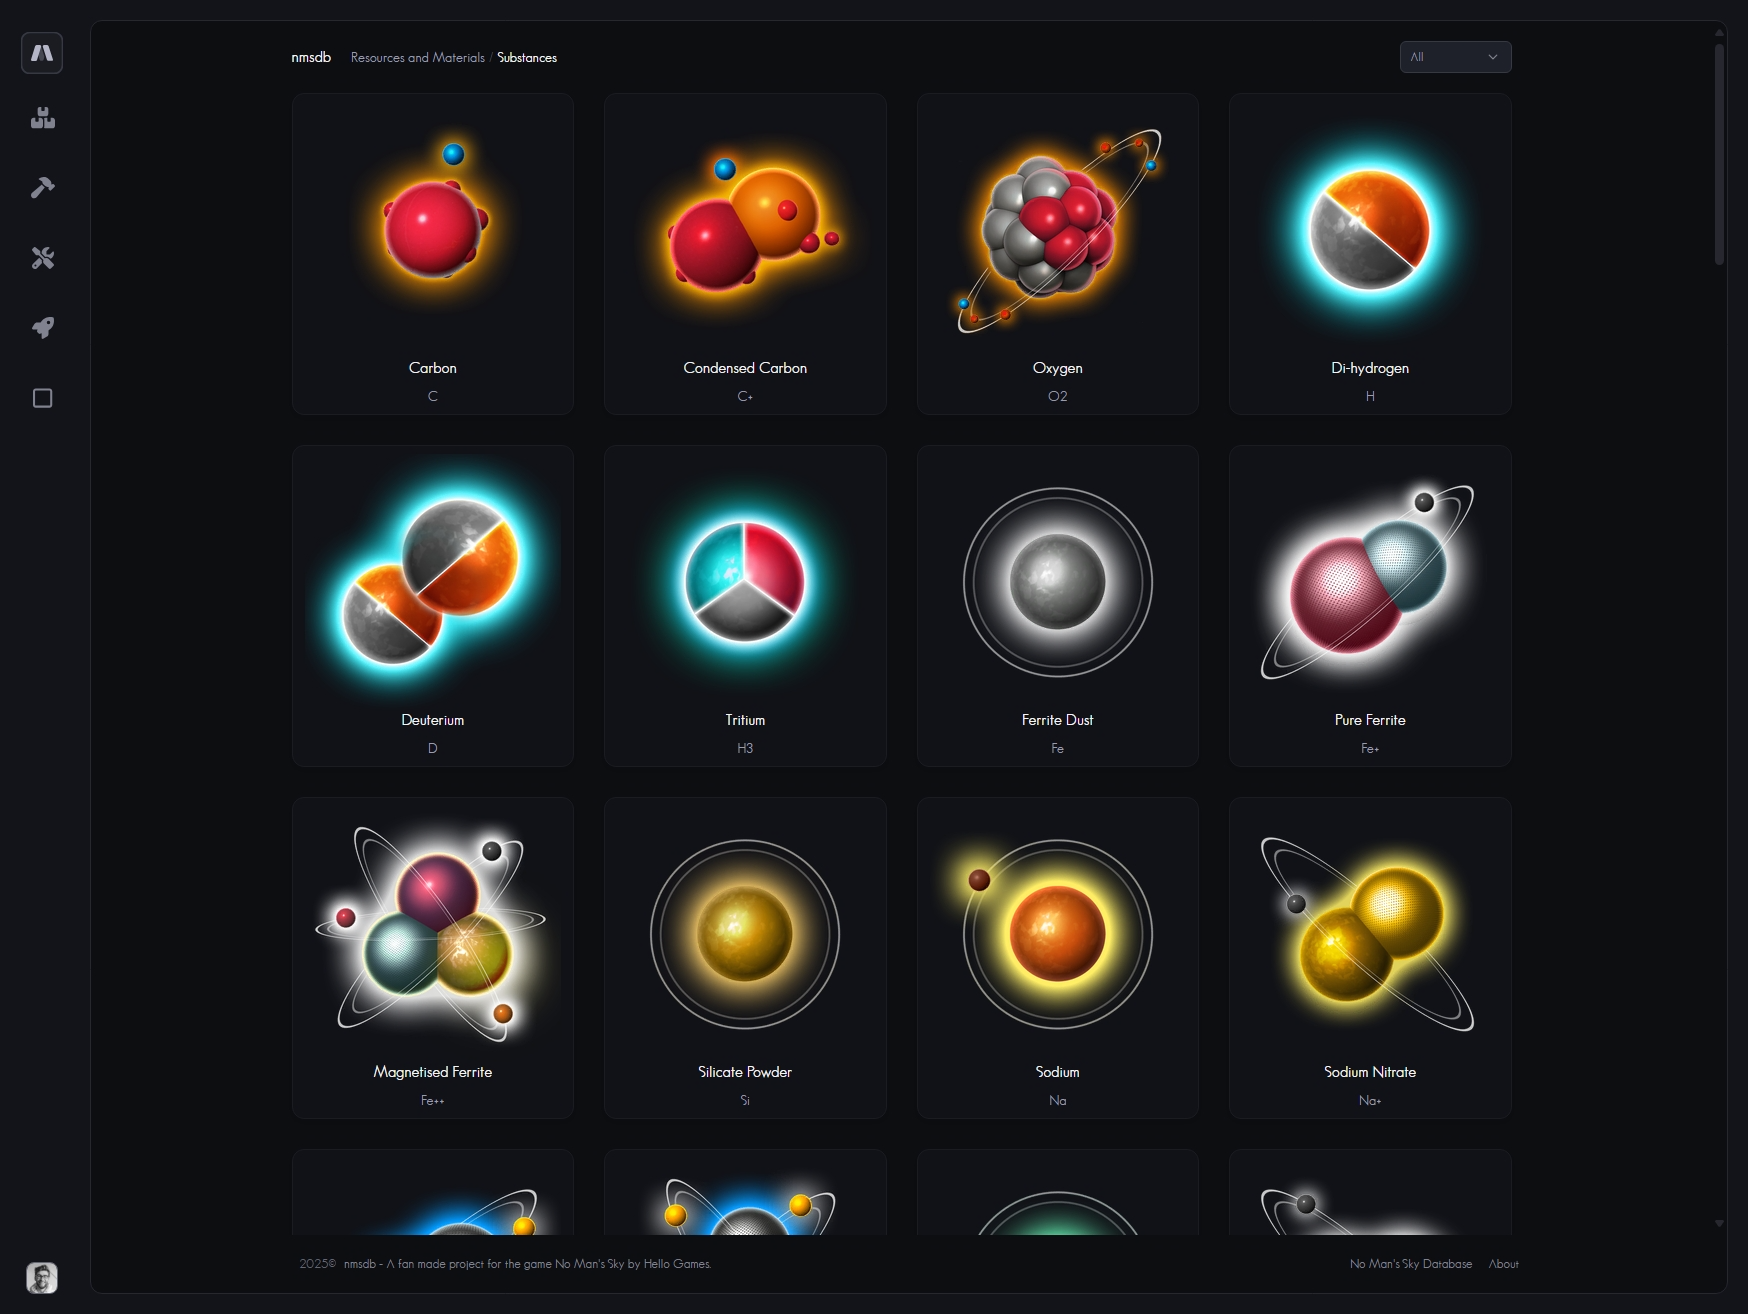 nmsdb Resources and Materials / Substances All
Carbon
C
Condensed Carbon
C+
Oxygen
O2
Di-hydrogen
H
Deuterium
D
Tritium
H3
Ferrite Dust
Fe
Pure Ferrite
Fe+
Magnetised Ferrite
Fe++
Silicate Powder
Si
Sodium
Na
Sodium Nitrate
Na+
2025© nmsdb - A fan made project for the game No Man's Sky by Hello Games. No Man's Sky Database About